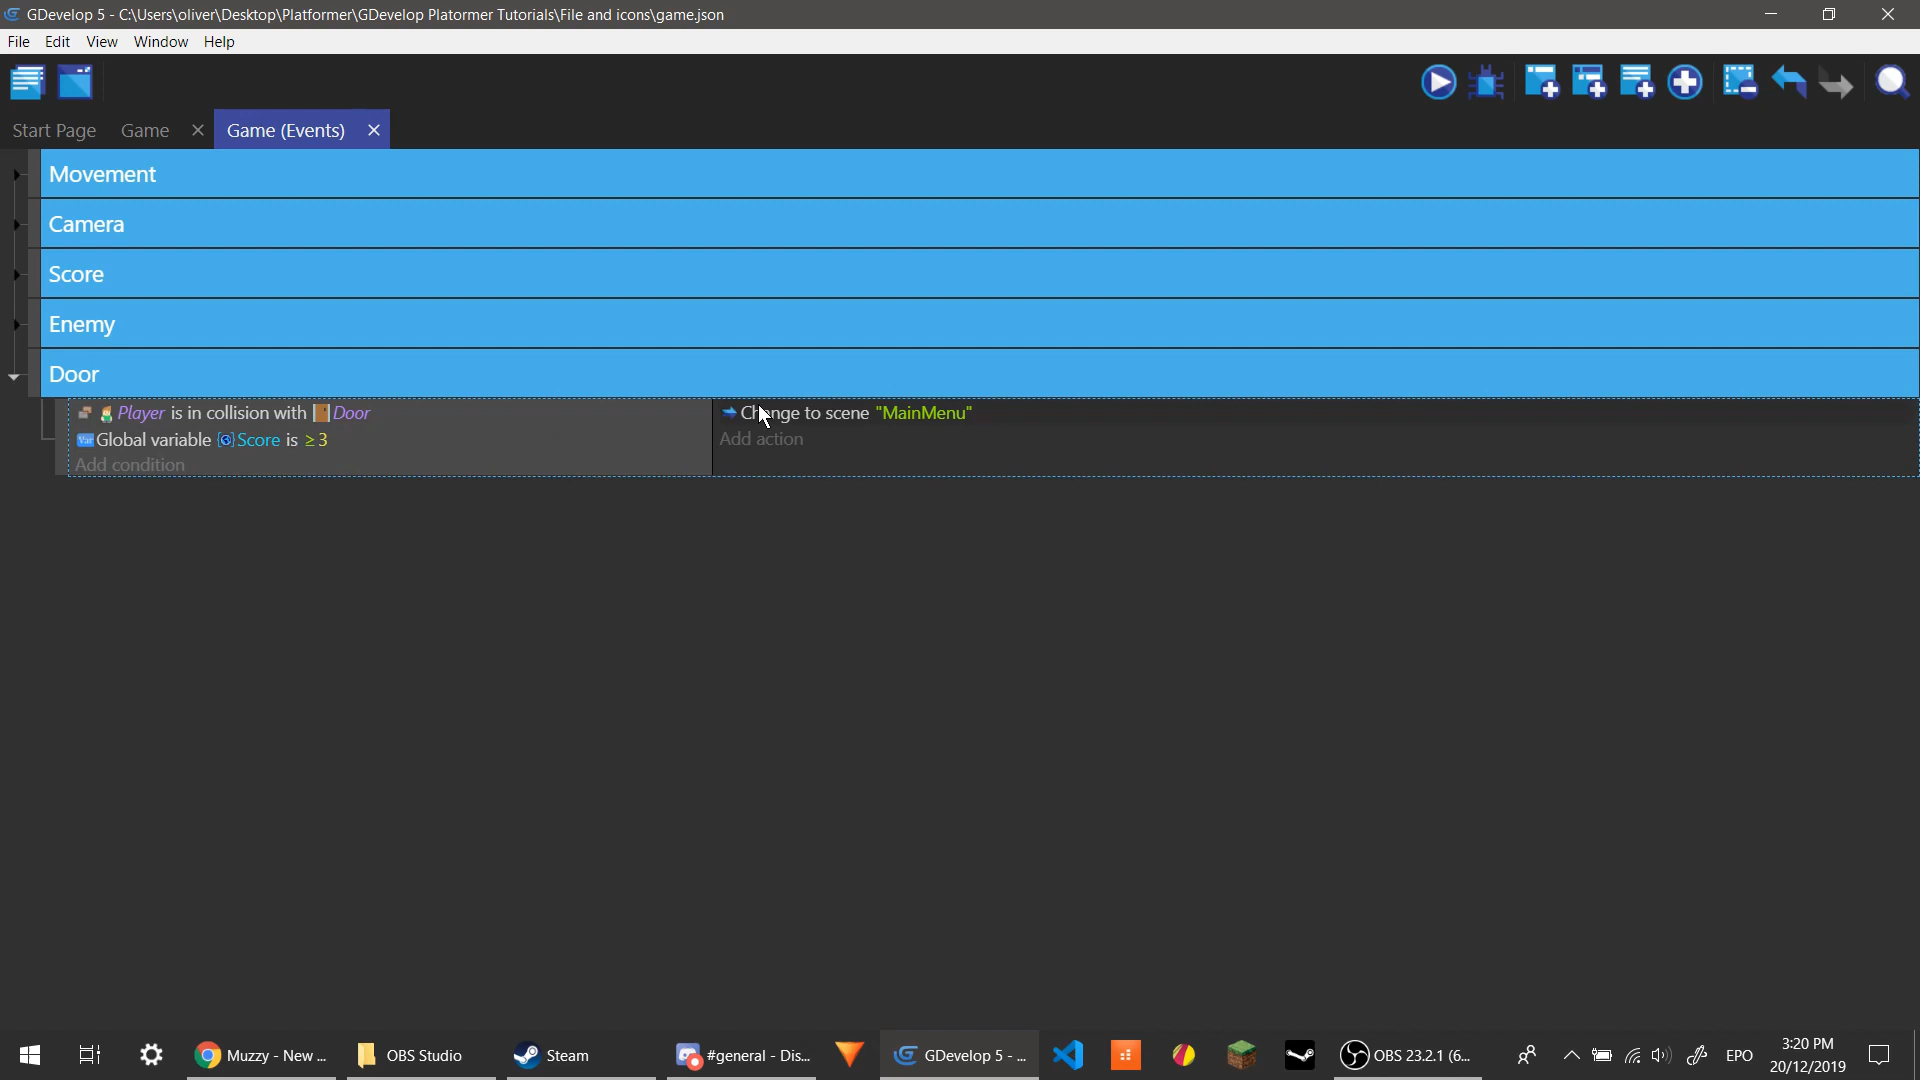 GDevelop 5 - C:\Users\oliver\Desktop\Platformer\GDevelop Platormer Tutorials\File and icons\game.json
File Edit View Window Help
Start Page Game Game (Events)
Movement
Camera
Score
Enemy
Door
Player is in collision with Door
Change to scene "MainMenu"
Var Global variable Score is ≥ 3
Add action
Add condition
Muzzy - New ... OBS Studio Steam #general - Dis... GDevelop 5 - ... OBS 23.2.1 (6... EPO 3:20 PM
20/12/2019